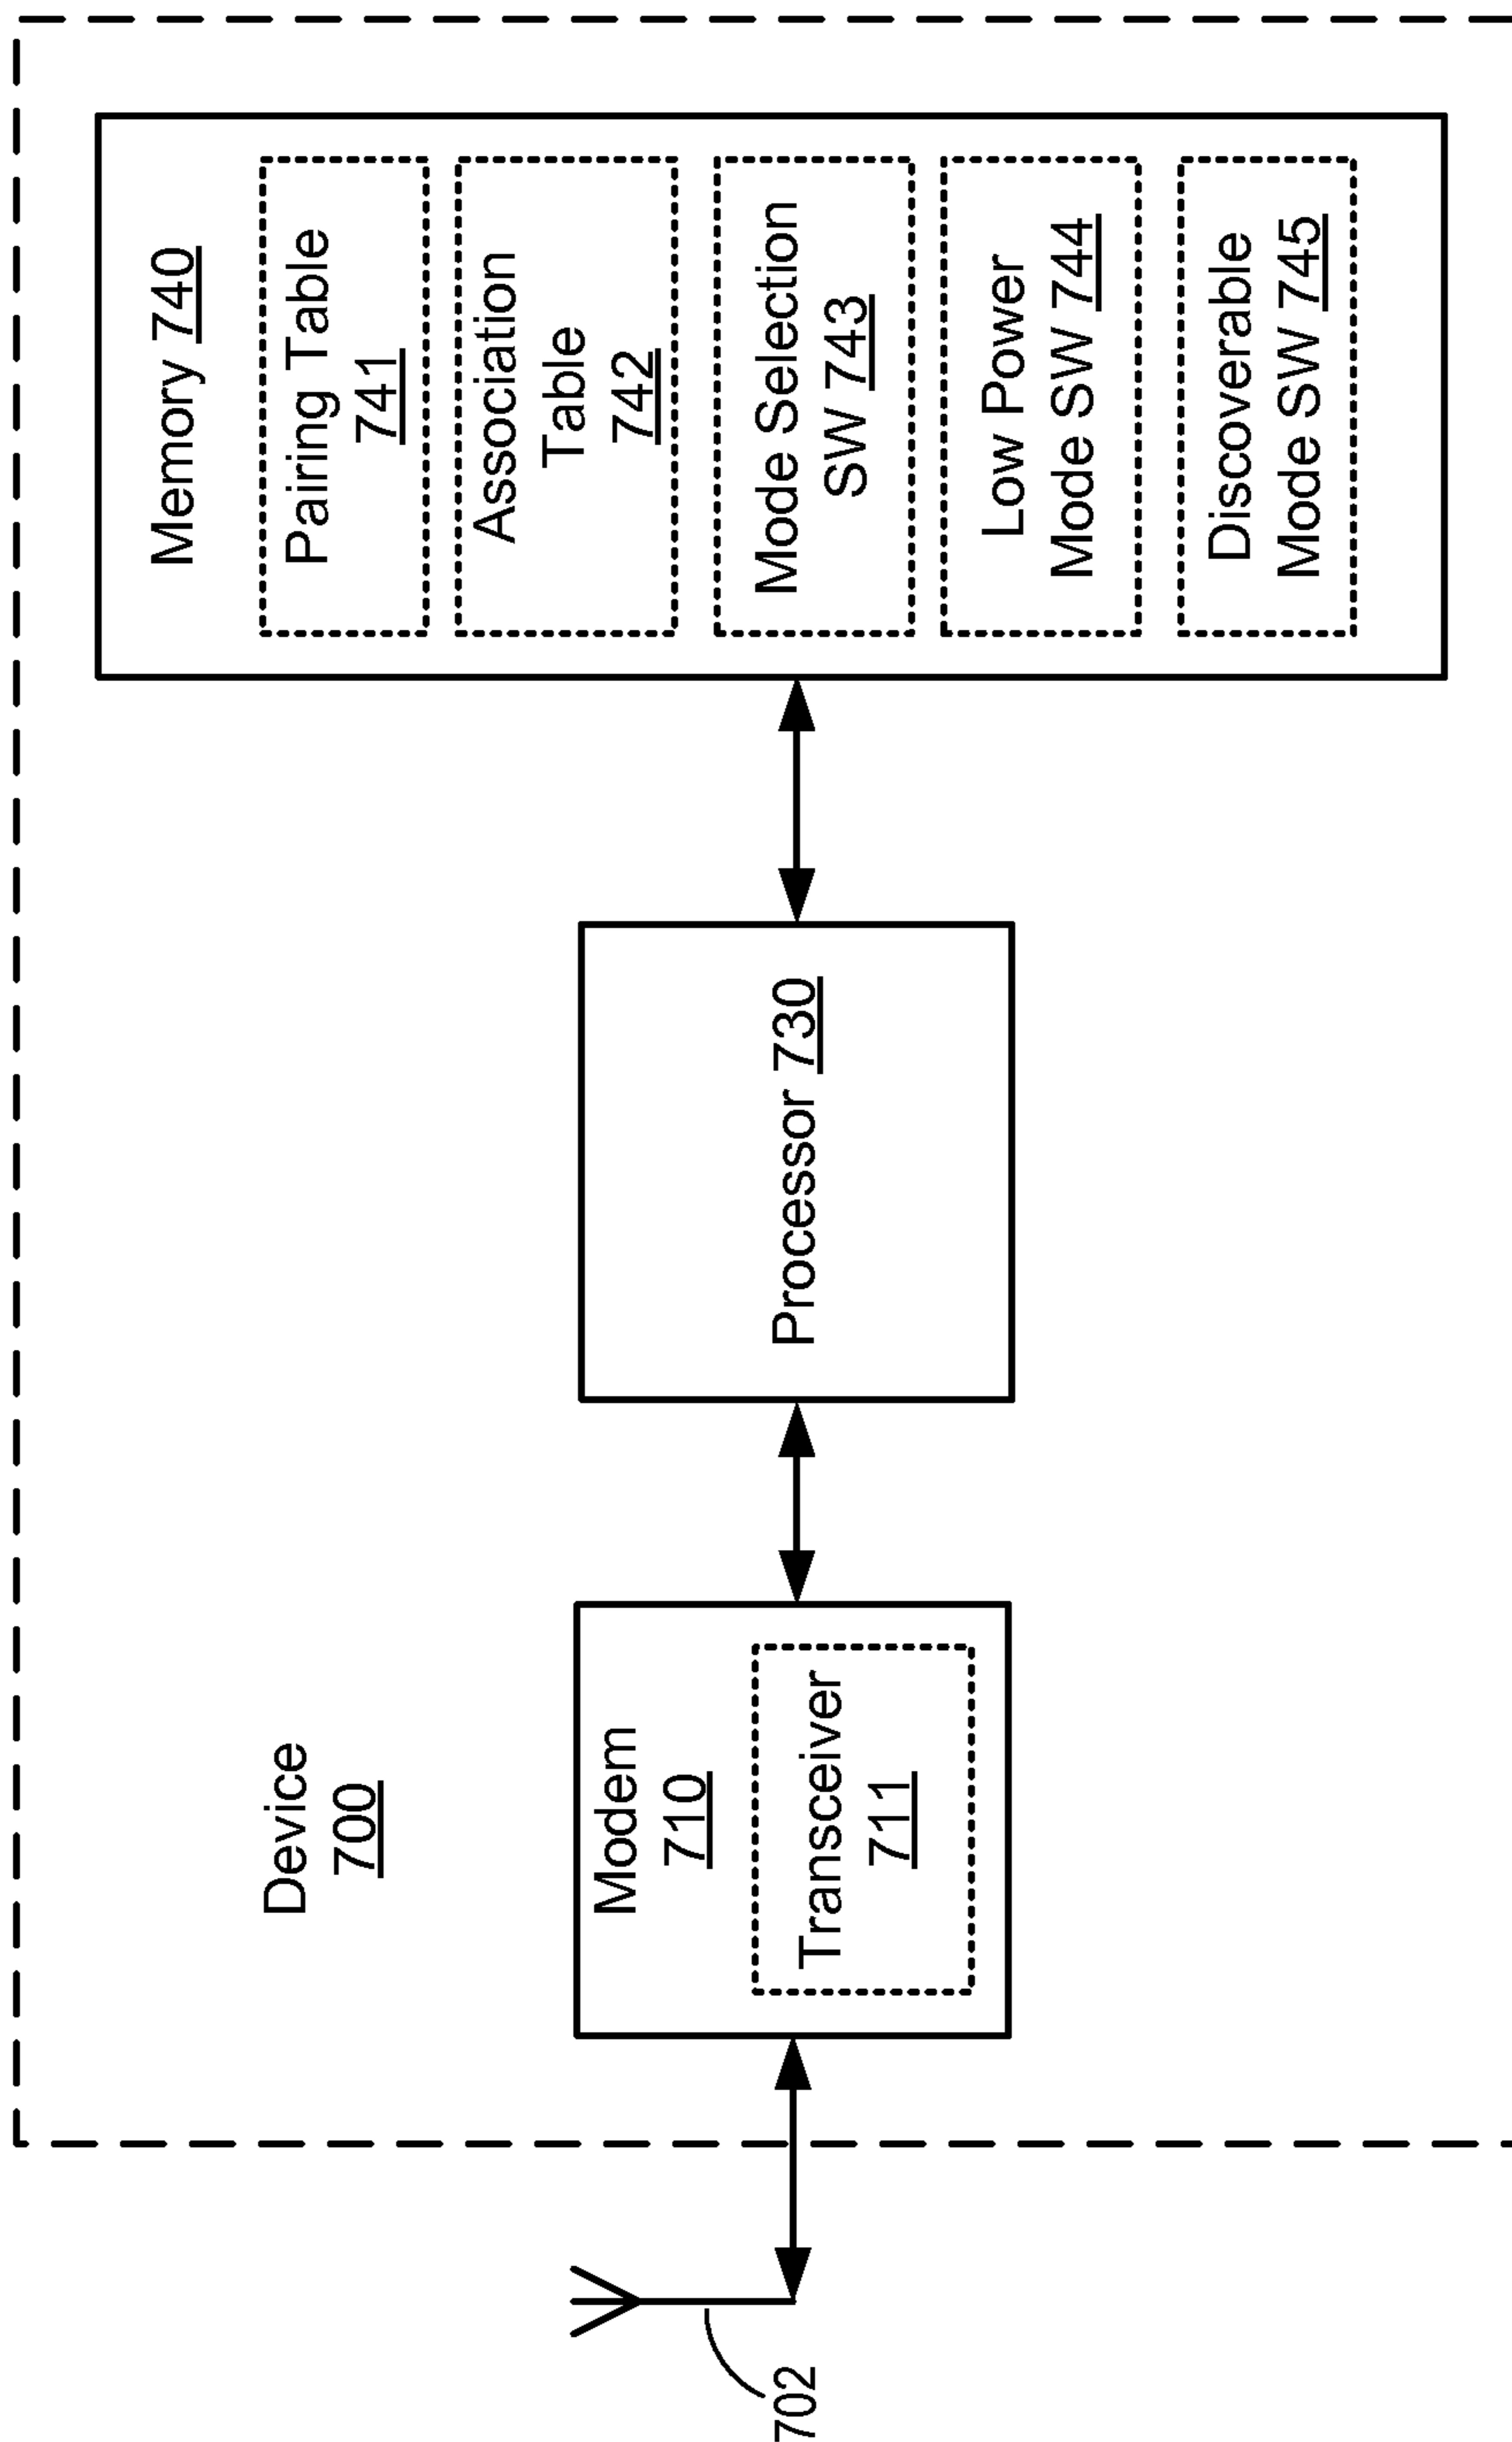 Device
700
702
Modem
710
Transceiver
711
Processor 730
Memory 740
Pairing Table
741
Association
Table
742
Mode Selection
SW 743
Low Power
Mode SW 744
Discoverable
Mode SW 745